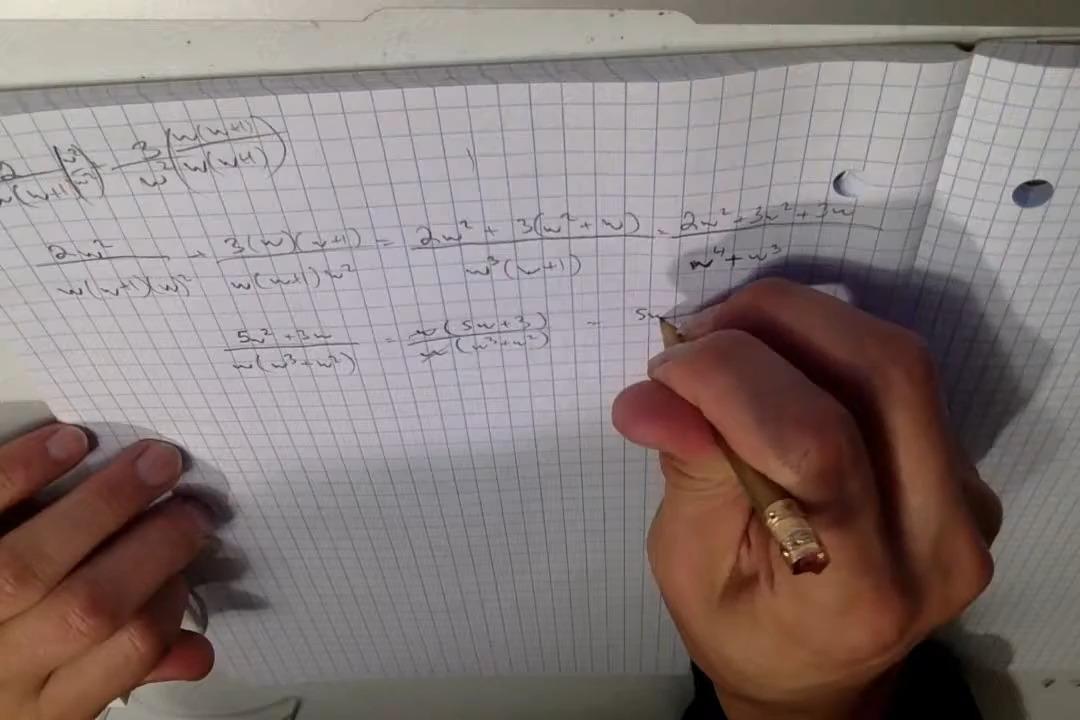 2/w(w+1) (w²/w²) + 3/w² (w(w+1)/w(w+1))
2w²/w(w+1)(w)² + 3(w)(w+1)/w(w+1)w² = 2w² + 3(w²+w)/w³(w+1) = 2w²+3w²+3w/w⁴+w³
5w²+3w/w(w³+w²) = w(5w+3)/w(w³+w²) = 5w